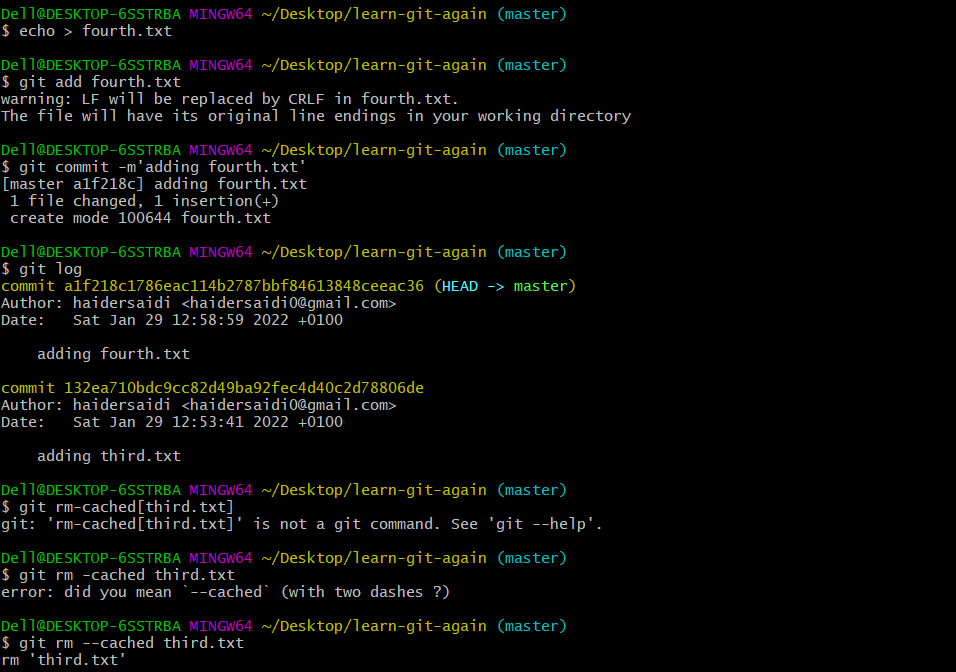 Dell@DESKTOP-6SSTRBA MINGW64 ~/Desktop/learn-git-again (master)
$ echo > fourth.txt
Dell@DESKTOP-6SSTRBA MINGW64 ~/Desktop/learn-git-again (master)
$ git add fourth.txt
warning: LF will be replaced by CRLF in fourth.txt.
The file will have its original line endings in your working directory
Dell@DESKTOP-6SSTRBA MINGW64 ~/Desktop/learn-git-again (master)
$ git commit -m'adding fourth.txt'
[master a1f218c] adding fourth.txt
 1 file changed, 1 insertion(+)
 create mode 100644 fourth.txt
Dell@DESKTOP-6SSTRBA MINGW64 ~/Desktop/learn-git-again (master)
$ git log
commit a1f218c1786eac114b2787bbf84613848ceeac36 (HEAD -> master)
Author: haidersaidi <haidersaidi0@gmail.com>
Date:   Sat Jan 29 12:58:59 2022 +0100
    adding fourth.txt
commit 132ea710bdc9cc82d49ba92fec4d40c2d78806de
Author: haidersaidi <haidersaidi0@gmail.com>
Date:   Sat Jan 29 12:53:41 2022 +0100
    adding third.txt
Dell@DESKTOP-6SSTRBA MINGW64 ~/Desktop/learn-git-again (master)
$ git rm-cached[third.txt]
git: 'rm-cached[third.txt]' is not a git command. See 'git --help'.
Dell@DESKTOP-6SSTRBA MINGW64 ~/Desktop/learn-git-again (master)
$ git rm -cached third.txt
error: did you mean `--cached` (with two dashes ?)
Dell@DESKTOP-6SSTRBA MINGW64 ~/Desktop/learn-git-again (master)
$ git rm --cached third.txt
rm 'third.txt'